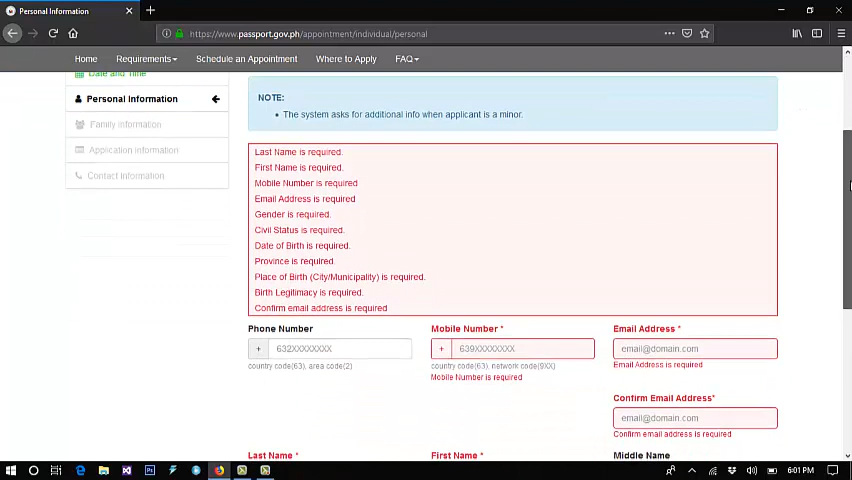 Personal Information
https://www.passport.gov.ph/appointment/individual/personal
Home Requirements Schedule an Appointment Where to Apply FAQ
Date and Time
Personal Information
Family Information
Application Information
Contact Information
NOTE:
The system asks for additional info when applicant is a minor.
Last Name is required.
First Name is required.
Mobile Number is required
Email Address is required
Gender is required.
Civil Status is required.
Date of Birth is required.
Province is required.
Place of Birth (City/Municipality) is required.
Birth Legitimacy is required.
Confirm email address is required
Phone Number Mobile Number * Email Address *
+ 632XXXXXXXX + 639XXXXXXXX email@domain.com
country code(63), area code(2) country code(63), network code(9XX) Email Address is required
Mobile Number is required
Confirm Email Address*
email@domain.com
Confirm email address is required
Last Name * First Name * Middle Name
6:01 PM